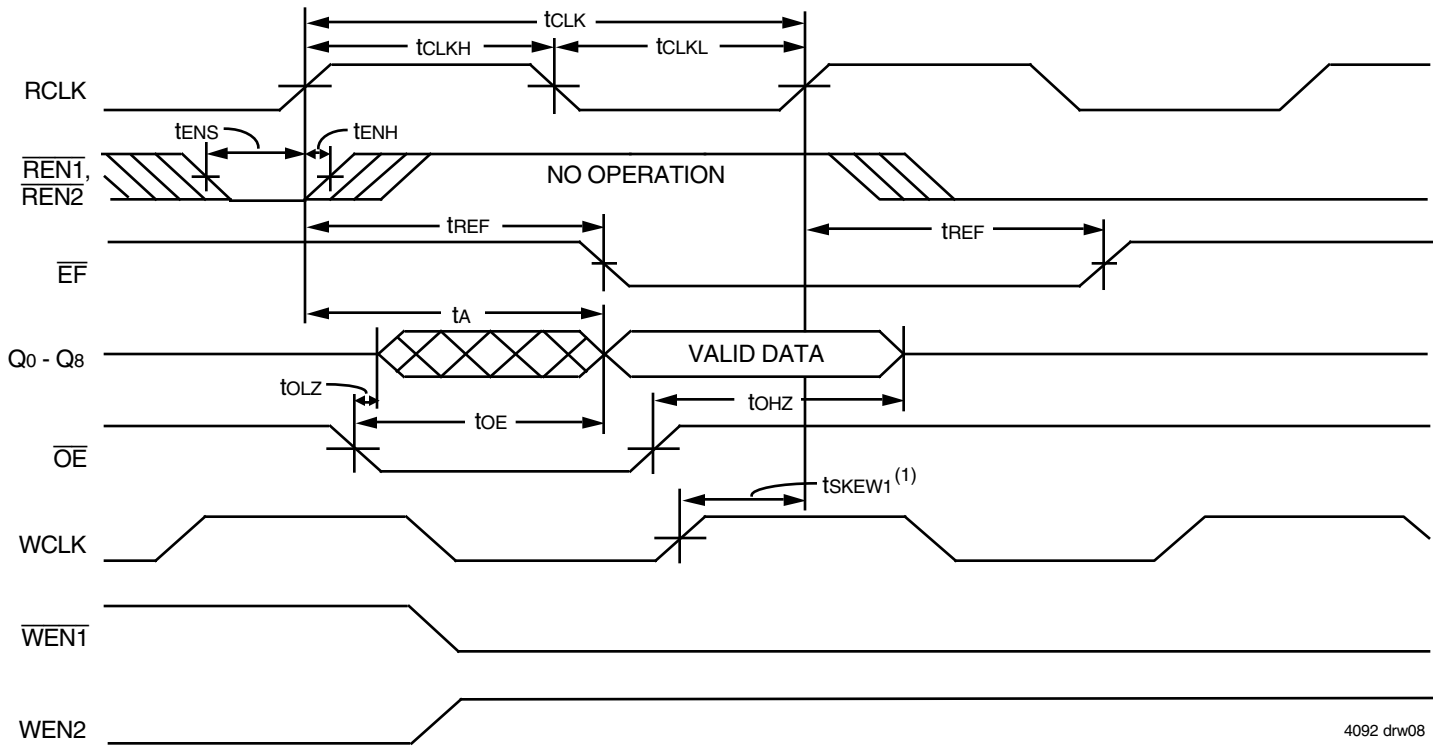 tCLK
tCLKH tCLKL
RCLK
tENS tENH
REN1,
REN2
NO OPERATION
tREF tREF
EF
tA
Q0 - Q8 VALID DATA
tOLZ tOHZ
tOE
OE
tSKEW1(1)
WCLK
WEN1
WEN2
4092 drw08